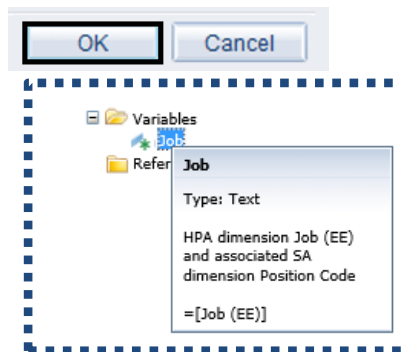 OK Cancel
Variables
Job
Refer
Job
Type: Text
HPA dimension Job (EE)
and associated SA
dimension Position Code
=[Job (EE)]